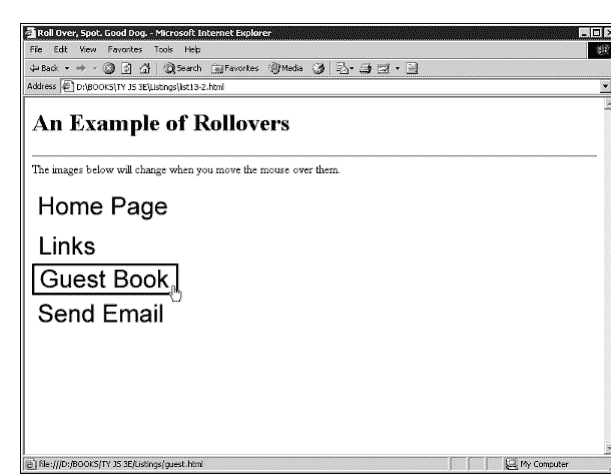 Roll Over, Spot. Good Dog. - Microsoft Internet Explorer
File Edit View Favorites Tools Help
Back Search Favorites Media
Address D:\BOOKS\TY JS 3E\Listings\list13-2.html
An Example of Rollovers
The images below will change when you move the mouse over them.
Home Page
Links
Guest Book
Send Email
file:///D:/BOOKS/TY JS 3E/Listings/guest.html My Computer